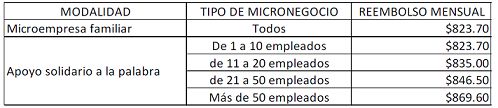 MODALIDAD TIPO DE MICRONEGOCIO REEMBOLSO MENSUAL
Microempresa familiar Todos $823.70
De 1 a 10 empleados $823.70
de 11 a 20 empleados $835.00
Apoyo solidario a la palabra
de 21 a 50 empleados $846.50
Más de 50 empleados $869.60